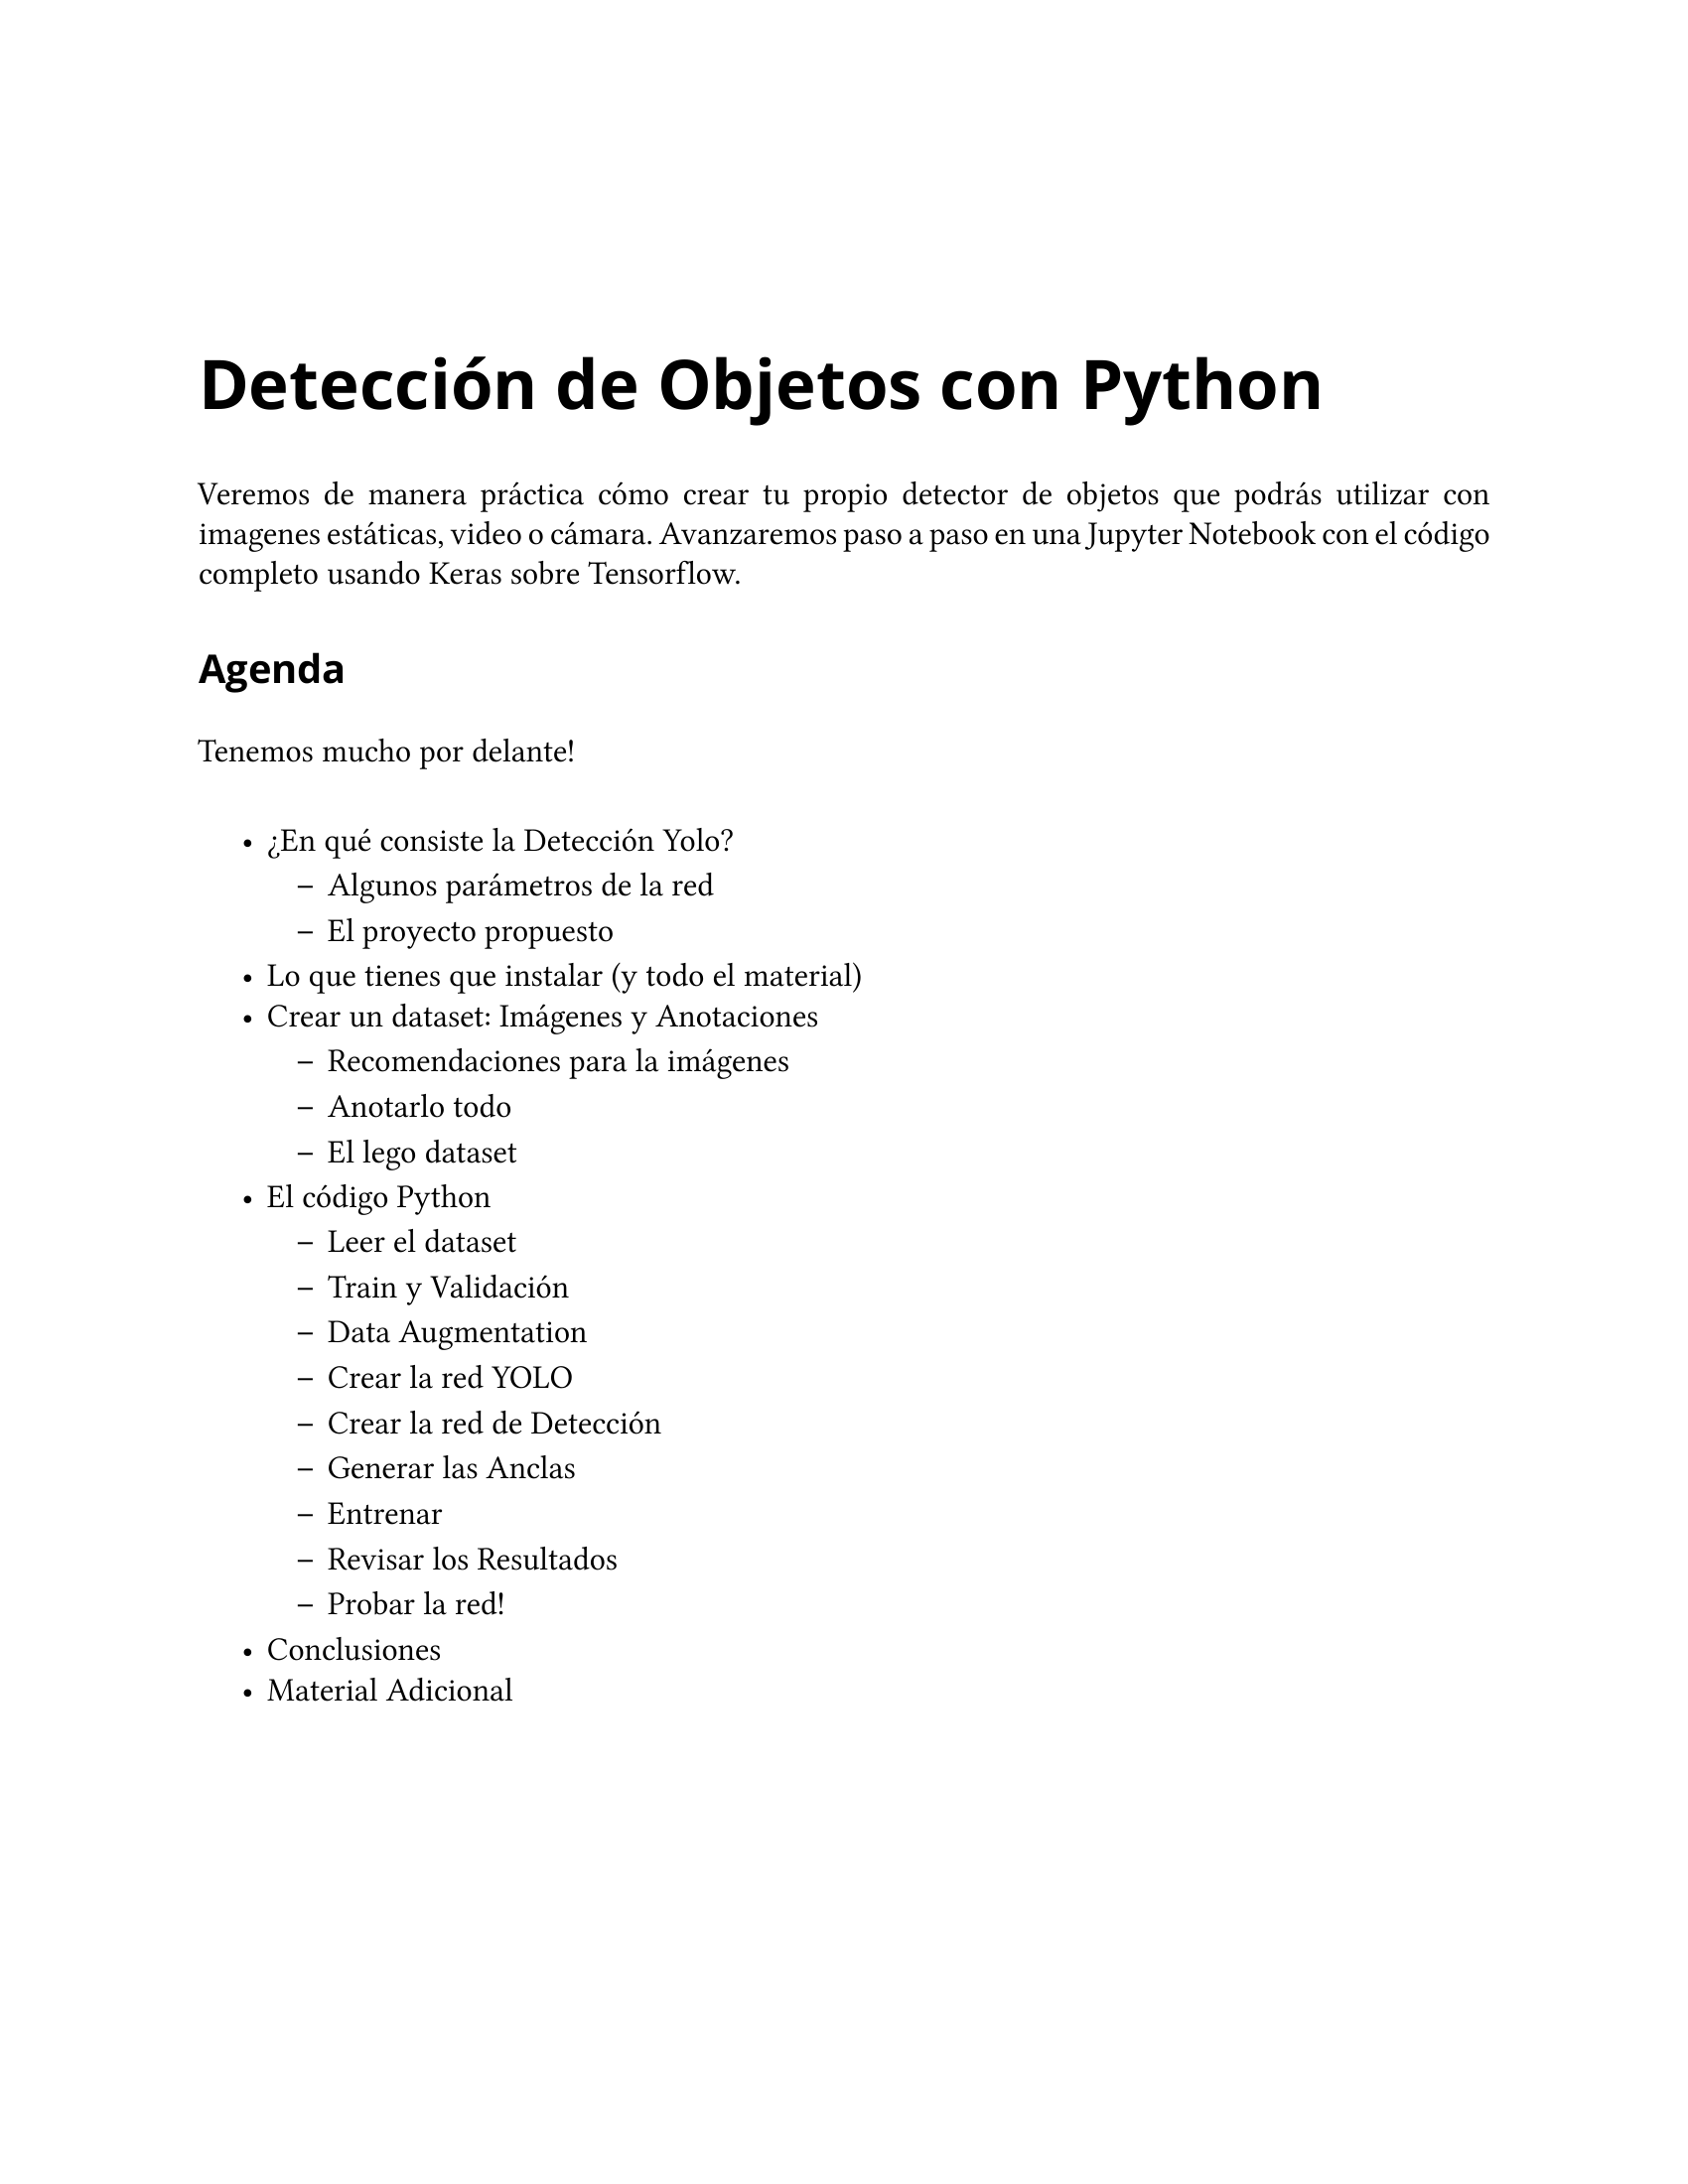 Detección de Objetos con Python
Veremos de manera práctica cómo crear tu propio detector de objetos que podrás utilizar con
imagenes estáticas, video o cámara. Avanzaremos paso a paso en una Jupyter Notebook con el código
completo usando Keras sobre Tensorflow.
Agenda
Tenemos mucho por delante!
• ¿En qué consiste la Detección Yolo?
– Algunos parámetros de la red
– El proyecto propuesto
• Lo que tienes que instalar (y todo el material)
• Crear un dataset: Imágenes y Anotaciones
– Recomendaciones para la imágenes
– Anotarlo todo
– El lego dataset
• El código Python
– Leer el dataset
– Train y Validación
– Data Augmentation
– Crear la red YOLO
– Crear la red de Detección
– Generar las Anclas
– Entrenar
– Revisar los Resultados
– Probar la red!
• Conclusiones
• Material Adicional